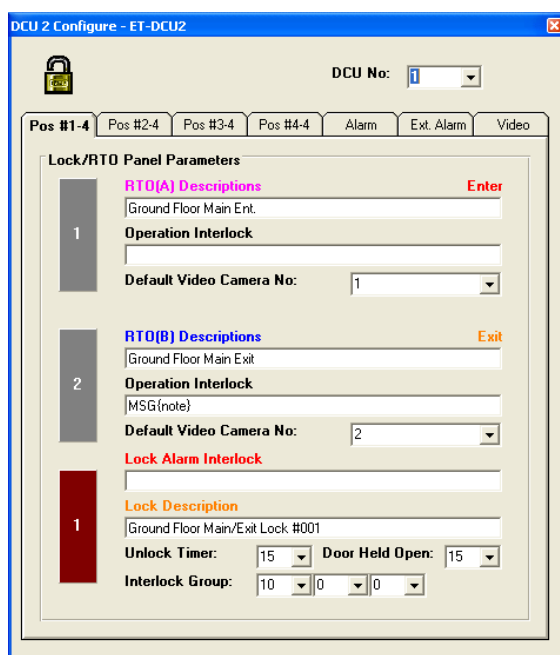 DCU 2 Configure - ET-DCU2
DCU No: 1
Pos #1-4 Pos #2-4 Pos #3-4 Pos #4-4 Alarm Ext. Alarm Video
Lock/RTO Panel Parameters
RTO(A) Descriptions Enter
1
Ground Floor Main Ent.
Operation Interlock
Default Video Camera No: 1
RTO(B) Descriptions Exit
2
Ground Floor Main Exit
Operation Interlock
MSG{note}
Default Video Camera No: 2
Lock Alarm Interlock
1
Lock Description
Ground Floor Main/Exit Lock #001
Unlock Timer: 15 Door Held Open: 15
Interlock Group: 10 0 0